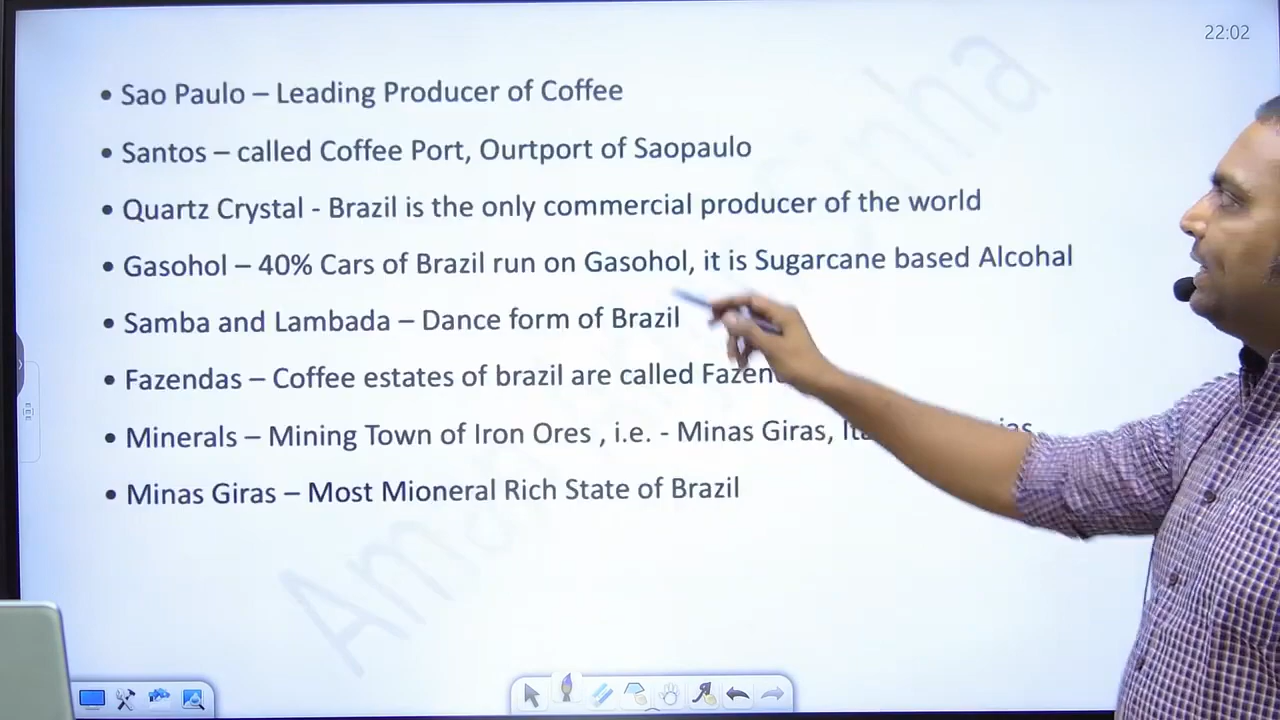 22:02
• Sao Paulo – Leading Producer of Coffee
• Santos – called Coffee Port, Ourtport of Saopaulo
• Quartz Crystal - Brazil is the only commercial producer of the world
• Gasohol – 40% Cars of Brazil run on Gasohol, it is Sugarcane based Alcohal
• Samba and Lambada – Dance form of Brazil
• Fazendas – Coffee estates of brazil are called
• Minerals – Mining Town of Iron Ores , i.e. - Minas Giras,
• Minas Giras – Most Mioneral Rich State of Brazil